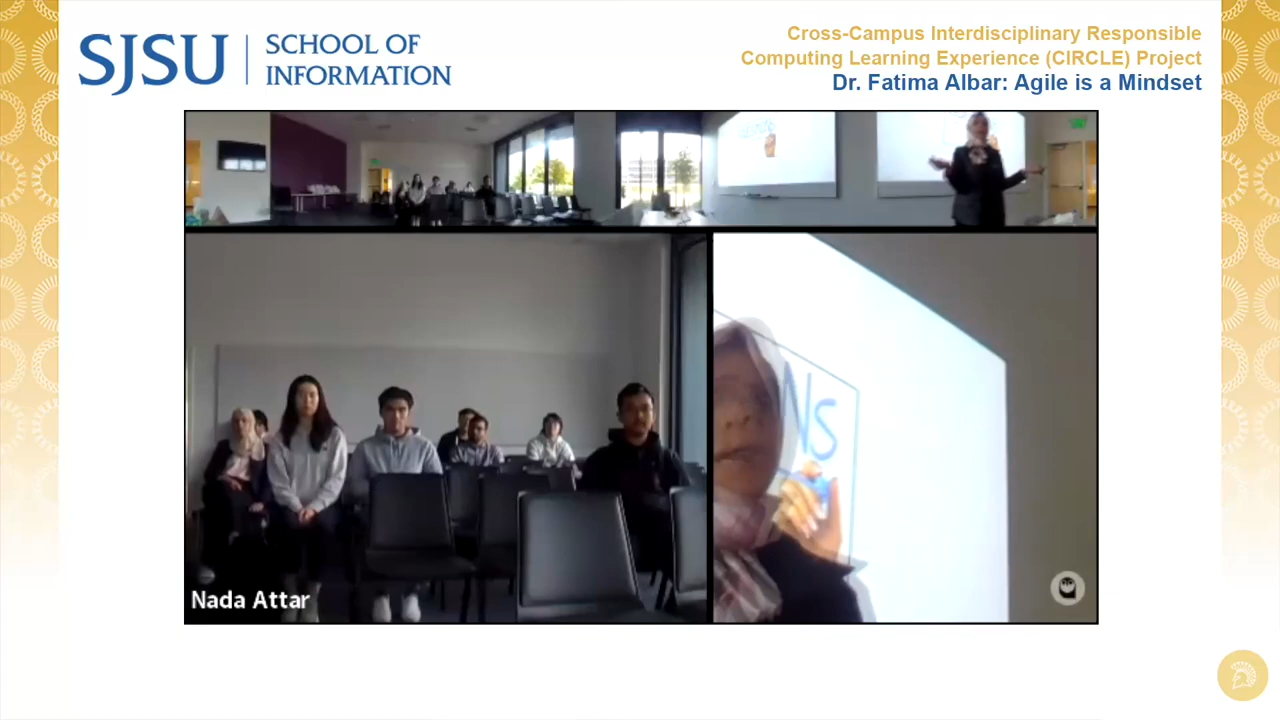 SJSU
SCHOOL OF
INFORMATION
Cross-Campus Interdisciplinary Responsible
Computing Learning Experience (CIRCLE) Project
Dr. Fatima Albar: Agile is a Mindset
Ns
Nada Attar